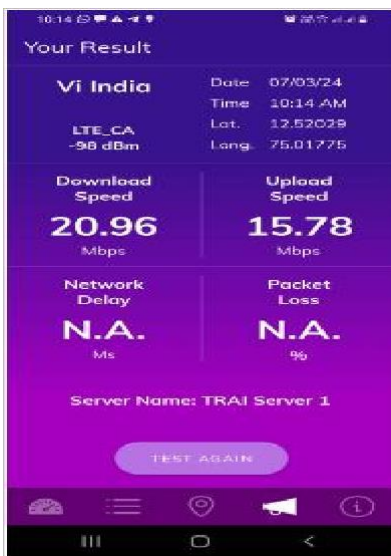 10:14
Your Result
Vi India
LTE_CA
-98 dBm
Date 07/03/24
Time 10:14 AM
Lat. 12.52029
Long. 75.01775
Download Speed
20.96
Mbps
Upload Speed
15.78
Mbps
Network Delay
N.A.
Ms
Packet Loss
N.A.
%
Server Name: TRAI Server 1
TEST AGAIN